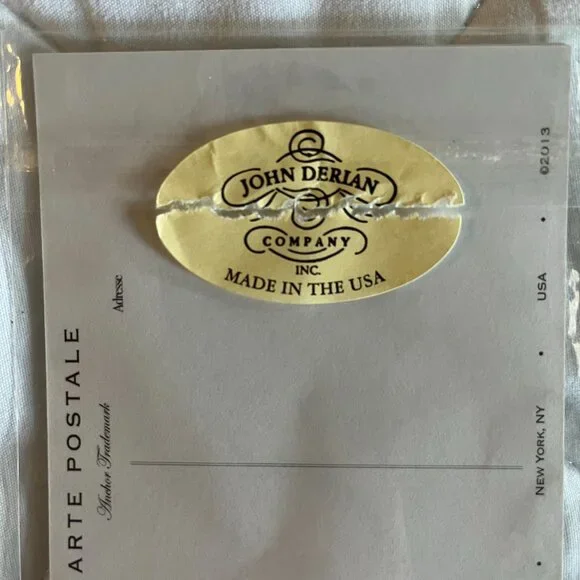 JOHN DERIAN
COMPANY
INC.
MADE IN THE USA
ARTE POSTALE
Anchor Trademark
Adresse
New York, NY • USA • ©2013